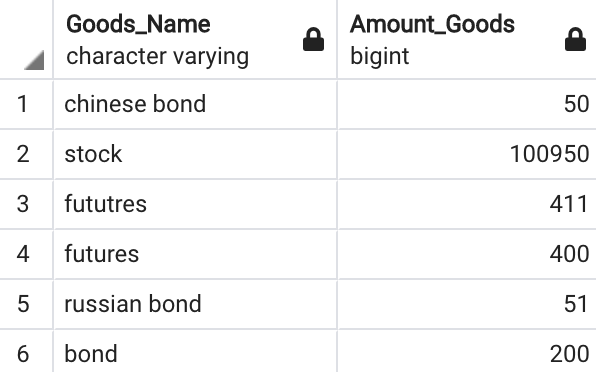 Goods_Name Amount_Goods
character varying bigint
1 chinese bond 50
2 stock 100950
3 fututres 411
4 futures 400
5 russian bond 51
6 bond 200